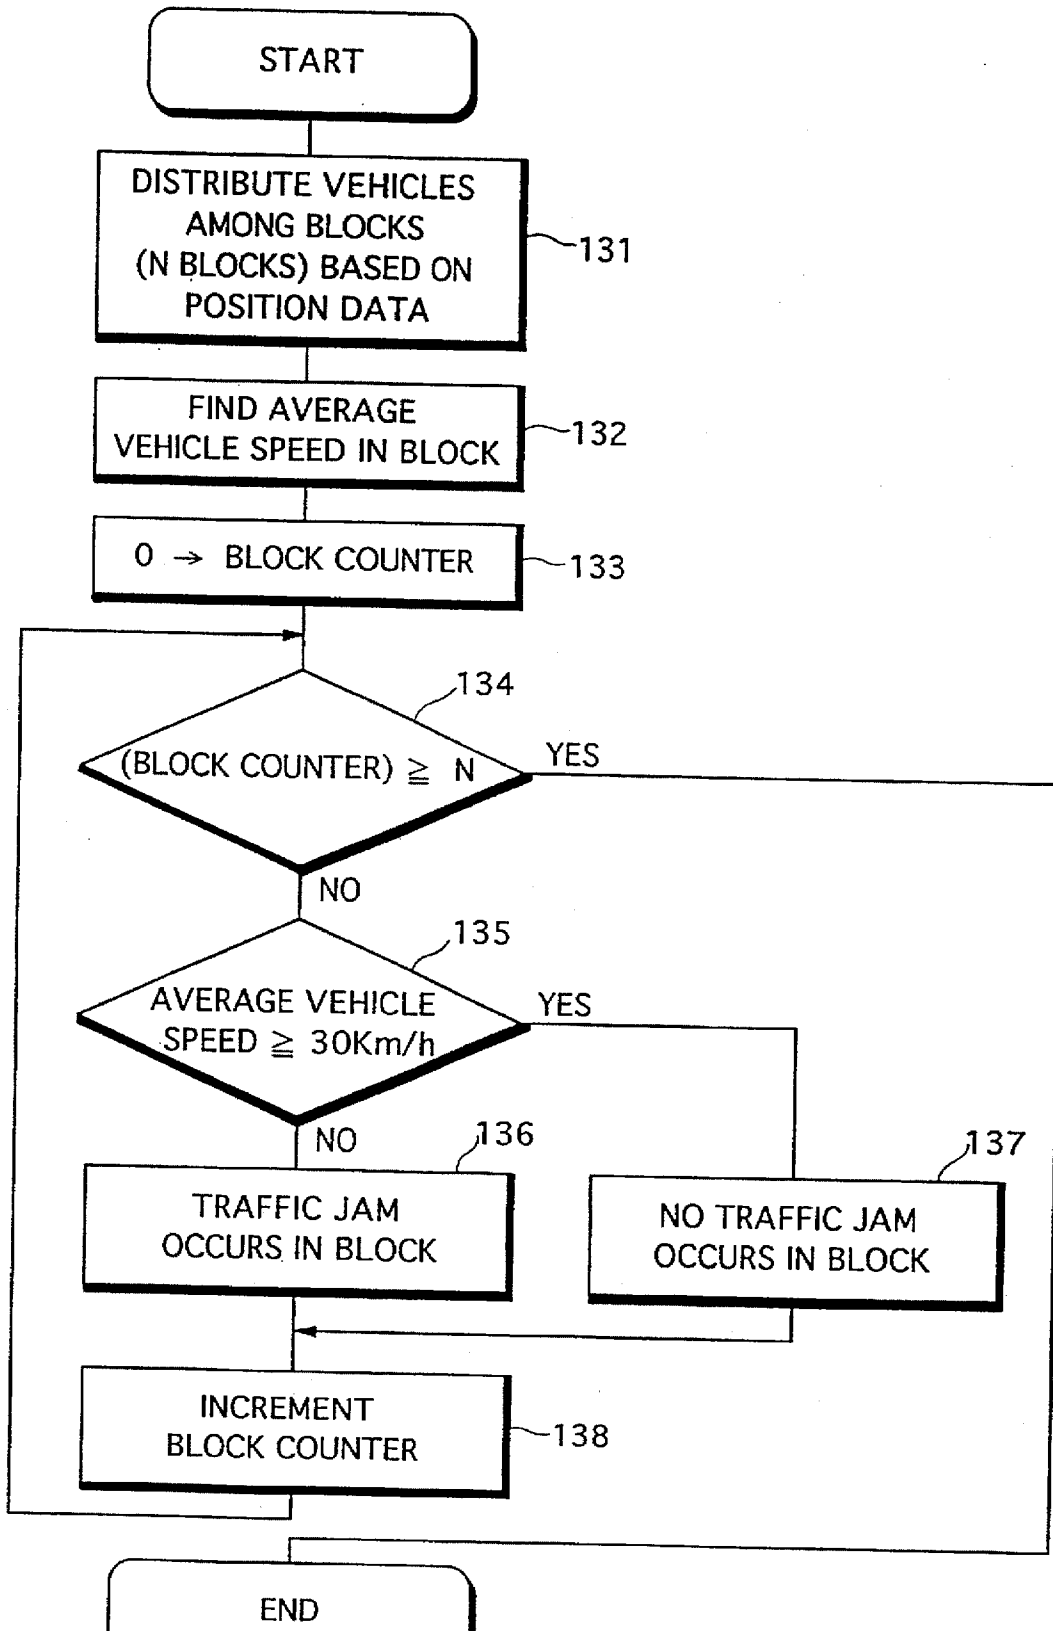 START
DISTRIBUTE VEHICLES
AMONG BLOCKS
(N BLOCKS) BASED ON
POSITION DATA
131
FIND AVERAGE
VEHICLE SPEED IN BLOCK
132
0 → BLOCK COUNTER
133
134
(BLOCK COUNTER) ≧ N
YES
NO
135
AVERAGE VEHICLE
SPEED ≧ 30Km/h
YES
NO
136
TRAFFIC JAM
OCCURS IN BLOCK
137
NO TRAFFIC JAM
OCCURS IN BLOCK
INCREMENT
BLOCK COUNTER
138
END